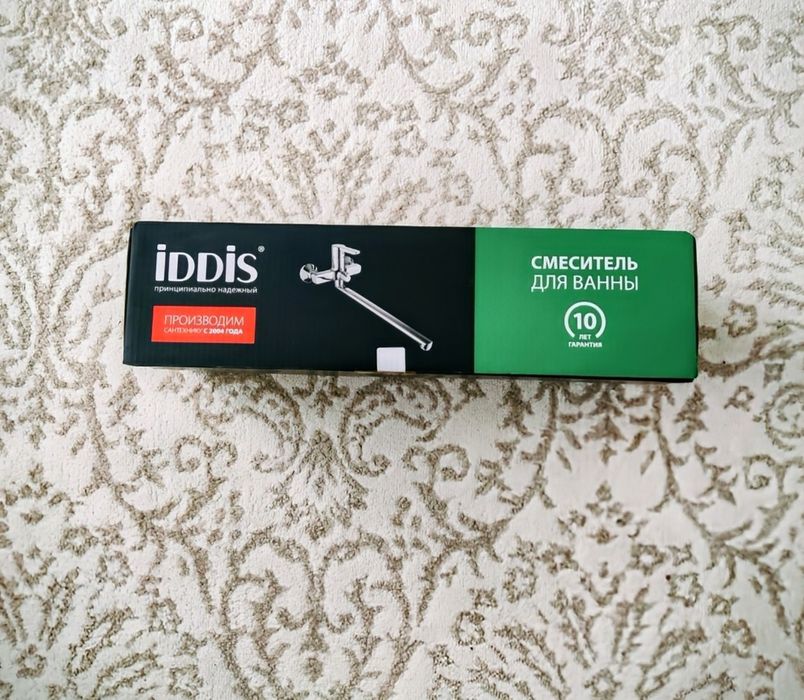 iDDiS®
принципиально надежный
ПРОИЗВОДИМ
САНТЕХНИКУ С 2004 ГОДА
СМЕСИТЕЛЬ
ДЛЯ ВАННЫ
10
ЛЕТ
ГАРАНТИЯ